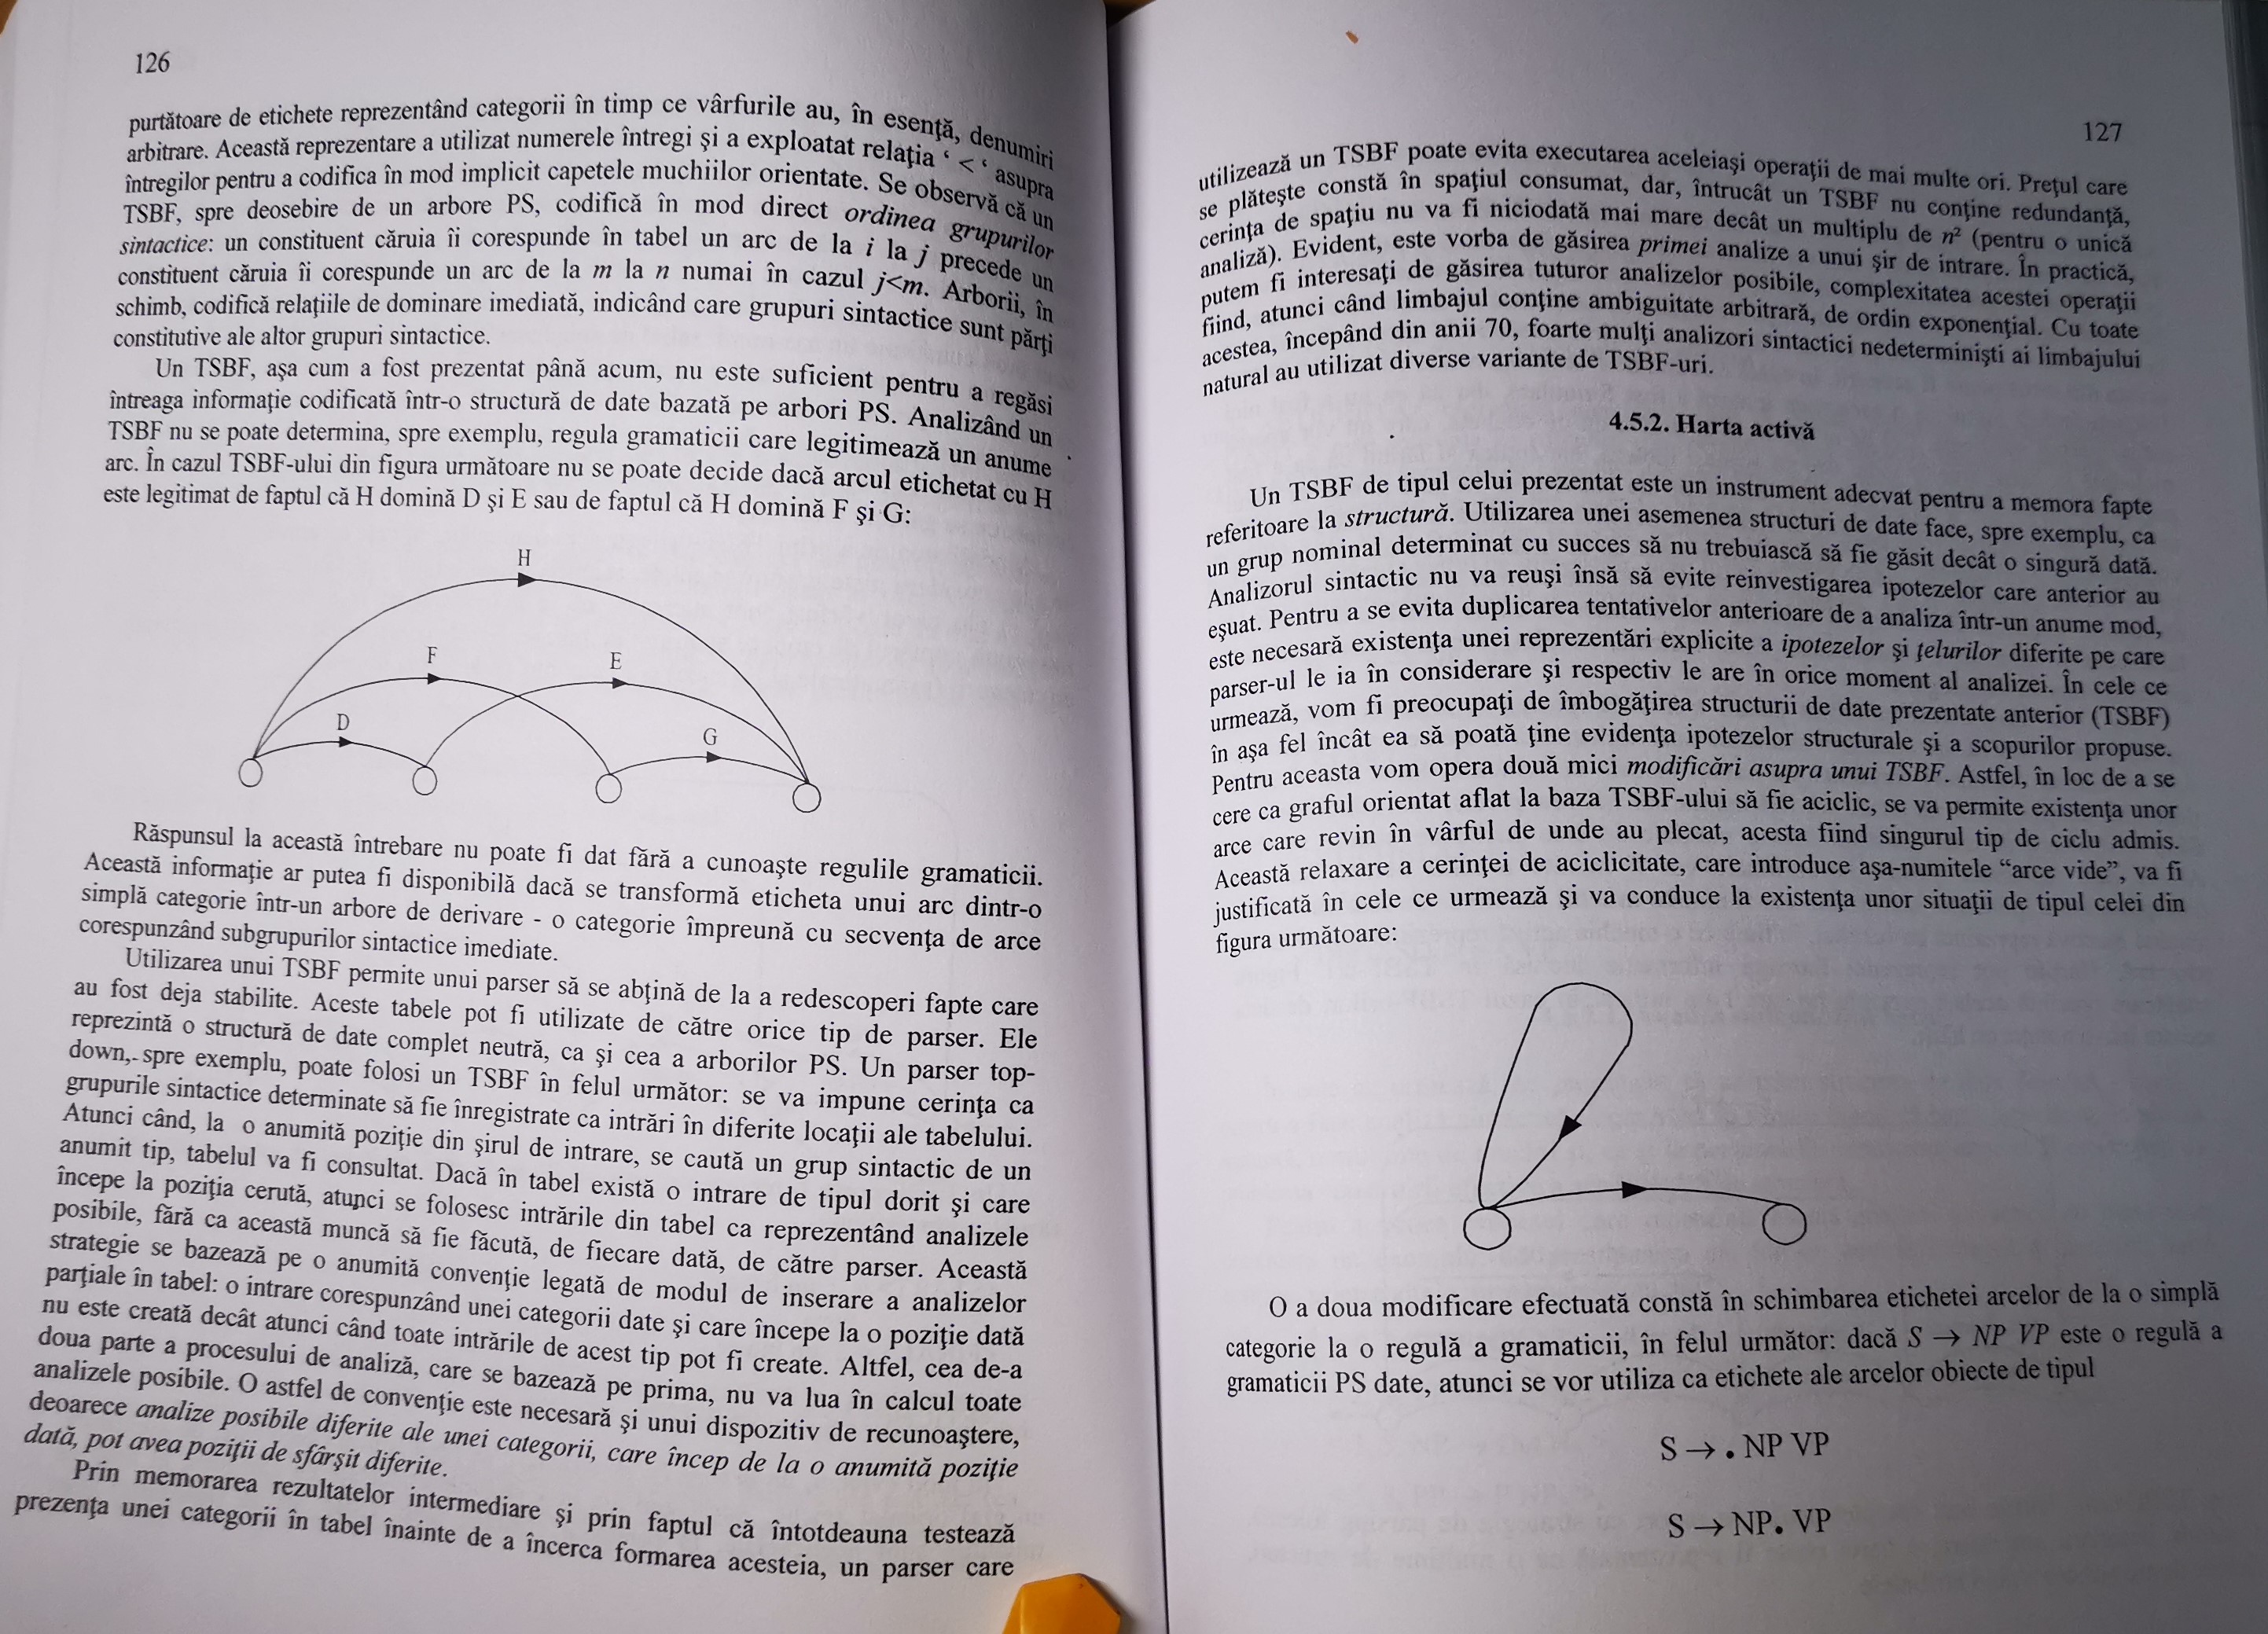 126
purtătoare de etichete reprezentând categorii în timp ce vârfurile au, în esenţă, denumiri
arbitrare. Această reprezentare a utilizat numerele întregi şi a exploatat relaţia ‘ < ‘ asupra
întregilor pentru a codifica în mod implicit capetele muchiilor orientate. Se observă că un
TSBF, spre deosebire de un arbore PS, codifică în mod direct ordinea grupurilor
sintactice: un constituent căruia îi corespunde în tabel un arc de la i la j precede un
constituent căruia îi corespunde un arc de la m la n numai în cazul j<m. Arborii, în
schimb, codifică relaţiile de dominare imediată, indicând care grupuri sintactice sunt părţi
constitutive ale altor grupuri sintactice.
Un TSBF, aşa cum a fost prezentat până acum, nu este suficient pentru a regăsi
întreaga informaţie codificată într-o structură de date bazată pe arbori PS. Analizând un
TSBF nu se poate determina, spre exemplu, regula gramaticii care legitimează un anume
arc. În cazul TSBF-ului din figura următoare nu se poate decide dacă arcul etichetat cu H
este legitimat de faptul că H domină D şi E sau de faptul că H domină F şi G:
H
F
E
D
G
Răspunsul la această întrebare nu poate fi dat fără a cunoaşte regulile gramaticii.
Această informaţie ar putea fi disponibilă dacă se transformă eticheta unui arc dintr-o
simplă categorie într-un arbore de derivare - o categorie împreună cu secvenţa de arce
corespunzând subgrupurilor sintactice imediate.
Utilizarea unui TSBF permite unui parser să se abţină de la a redescoperi fapte care
au fost deja stabilite. Aceste tabele pot fi utilizate de către orice tip de parser. Ele
reprezintă o structură de date complet neutră, ca şi cea a arborilor PS. Un parser top-
down, spre exemplu, poate folosi un TSBF în felul următor: se va impune cerinţa ca
grupurile sintactice determinate să fie înregistrate ca intrări în diferite locaţii ale tabelului.
Atunci când, la o anumită poziţie din şirul de intrare, se caută un grup sintactic de un
anumit tip, tabelul va fi consultat. Dacă în tabel există o intrare de tipul dorit şi care
începe la poziţia cerută, atunci se folosesc intrările din tabel ca reprezentând analizele
posibile, fără ca această muncă să fie făcută, de fiecare dată, de către parser. Această
strategie se bazează pe o anumită convenţie legată de modul de inserare a analizelor
parţiale în tabel: o intrare corespunzând unei categorii date şi care începe la o poziţie dată
nu este creată decât atunci când toate intrările de acest tip pot fi create. Altfel, cea de-a
doua parte a procesului de analiză, care se bazează pe prima, nu va lua în calcul toate
analizele posibile. O astfel de convenţie este necesară şi unui dispozitiv de recunoaştere,
deoarece analize posibile diferite ale unei categorii, care încep de la o anumită poziţie
dată, pot avea poziţii de sfârşit diferite.
Prin memorarea rezultatelor intermediare şi prin faptul că întotdeauna testează
prezenţa unei categorii în tabel înainte de a încerca formarea acesteia, un parser care
127
utilizează un TSBF poate evita executarea aceleiaşi operaţii de mai multe ori. Preţul care
se plăteşte constă în spaţiul consumat, dar, întrucât un TSBF nu conţine redundanţă,
cerinţa de spaţiu nu va fi niciodată mai mare decât un multiplu de n² (pentru o unică
analiză). Evident, este vorba de găsirea primei analize a unui şir de intrare. În practică,
putem fi interesaţi de găsirea tuturor analizelor posibile, complexitatea acestei operaţii
fiind, atunci când limbajul conţine ambiguitate arbitrară, de ordin exponenţial. Cu toate
acestea, începând din anii 70, foarte mulţi analizori sintactici nedeterminişti ai limbajului
natural au utilizat diverse variante de TSBF-uri.
4.5.2. Harta activă
Un TSBF de tipul celui prezentat este un instrument adecvat pentru a memora fapte
referitoare la structură. Utilizarea unei asemenea structuri de date face, spre exemplu, ca
un grup nominal determinat cu succes să nu trebuiască să fie găsit decât o singură dată.
Analizorul sintactic nu va reuşi însă să evite reinvestigarea ipotezelor care anterior au
eşuat. Pentru a se evita duplicarea tentativelor anterioare de a analiza într-un anume mod,
este necesară existenţa unei reprezentări explicite a ipotezelor şi ţelurilor diferite pe care
parser-ul le ia în considerare şi respectiv le are în orice moment al analizei. În cele ce
urmează, vom fi preocupaţi de îmbogăţirea structurii de date prezentate anterior (TSBF)
în aşa fel încât ea să poată ţine evidenţa ipotezelor structurale şi a scopurilor propuse.
Pentru aceasta vom opera două mici modificări asupra unui TSBF. Astfel, în loc de a se
cere ca graful orientat aflat la baza TSBF-ului să fie aciclic, se va permite existenţa unor
arce care revin în vârful de unde au plecat, acesta fiind singurul tip de ciclu admis.
Această relaxare a cerinţei de aciclicitate, care introduce aşa-numitele “arce vide”, va fi
justificată în cele ce urmează şi va conduce la existenţa unor situaţii de tipul celei din
figura următoare:
O a doua modificare efectuată constă în schimbarea etichetei arcelor de la o simplă
categorie la o regulă a gramaticii, în felul următor: dacă S → NP VP este o regulă a
gramaticii PS date, atunci se vor utiliza ca etichete ale arcelor obiecte de tipul
S → . NP VP
S → NP. VP